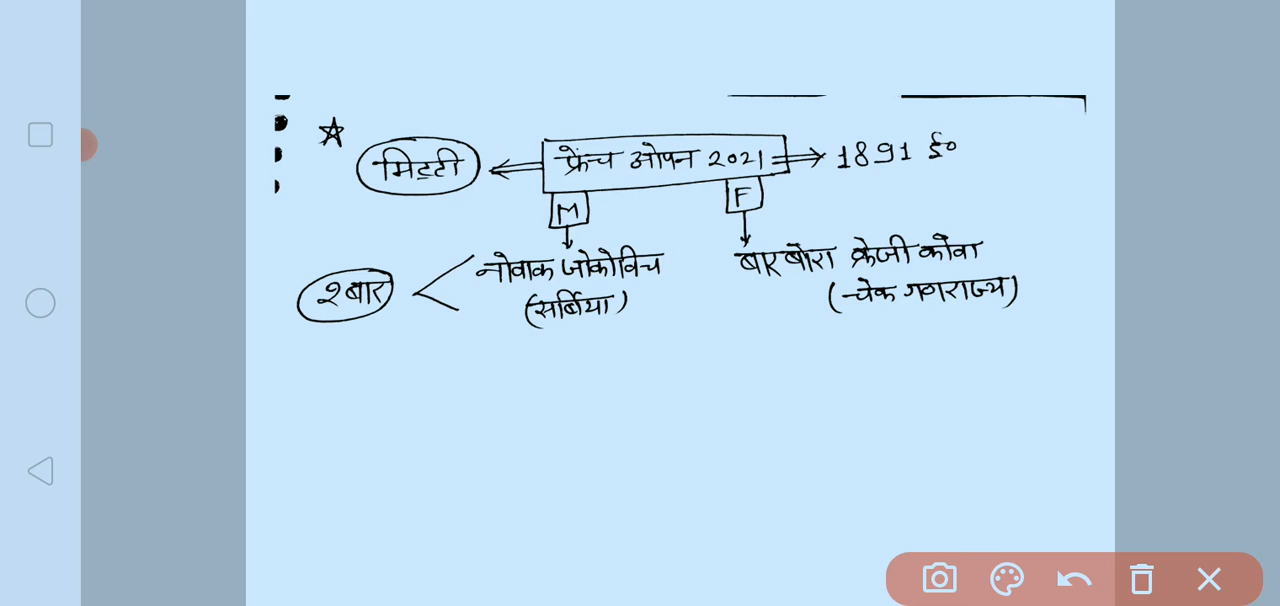 मिट्टी फ्रेंच ओपन 2021 1891 ई०
M F
2 बार नोवाक जोकोविच बारबोरा क्रेजी कोवा
(सर्बिया) (चेक गणराज्य)